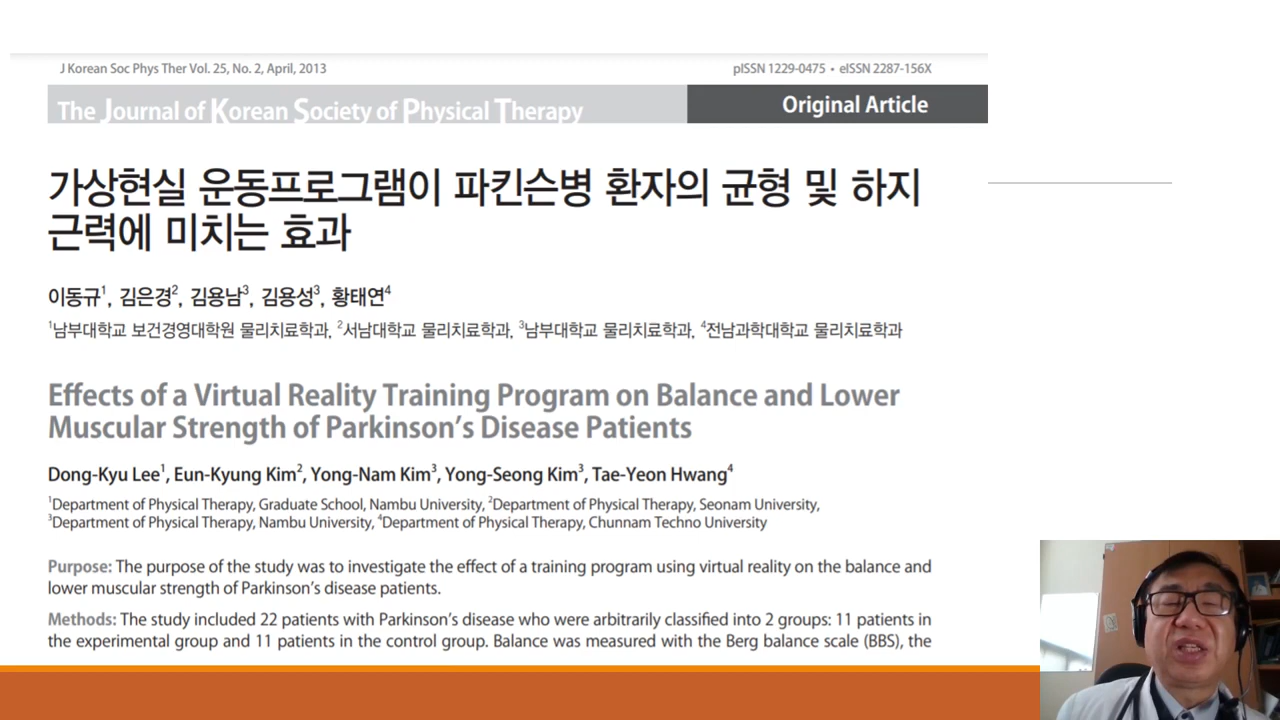 J Korean Soc Phys Ther Vol. 25, No. 2, April, 2013
pISSN 1229-0475 • eISSN 2287-156X
The Journal of Korean Society of Physical Therapy
Original Article
가상현실 운동프로그램이 파킨슨병 환자의 균형 및 하지
근력에 미치는 효과
이동규1, 김은경2, 김용남3, 김용성3, 황태연4
1남부대학교 보건경영대학원 물리치료학과, 2서남대학교 물리치료학과, 3남부대학교 물리치료학과, 4전남과학대학교 물리치료학과
Effects of a Virtual Reality Training Program on Balance and Lower
Muscular Strength of Parkinson's Disease Patients
Dong-Kyu Lee1, Eun-Kyung Kim2, Yong-Nam Kim3, Yong-Seong Kim3, Tae-Yeon Hwang4
1Department of Physical Therapy, Graduate School, Nambu University, 2Department of Physical Therapy, Seonam University,
3Department of Physical Therapy, Nambu University, 4Department of Physical Therapy, Chunnam Techno University
Purpose: The purpose of the study was to investigate the effect of a training program using virtual reality on the balance and
lower muscular strength of Parkinson's disease patients.
Methods: The study included 22 patients with Parkinson's disease who were arbitrarily classified into 2 groups: 11 patients in
the experimental group and 11 patients in the control group. Balance was measured with the Berg balance scale (BBS), the